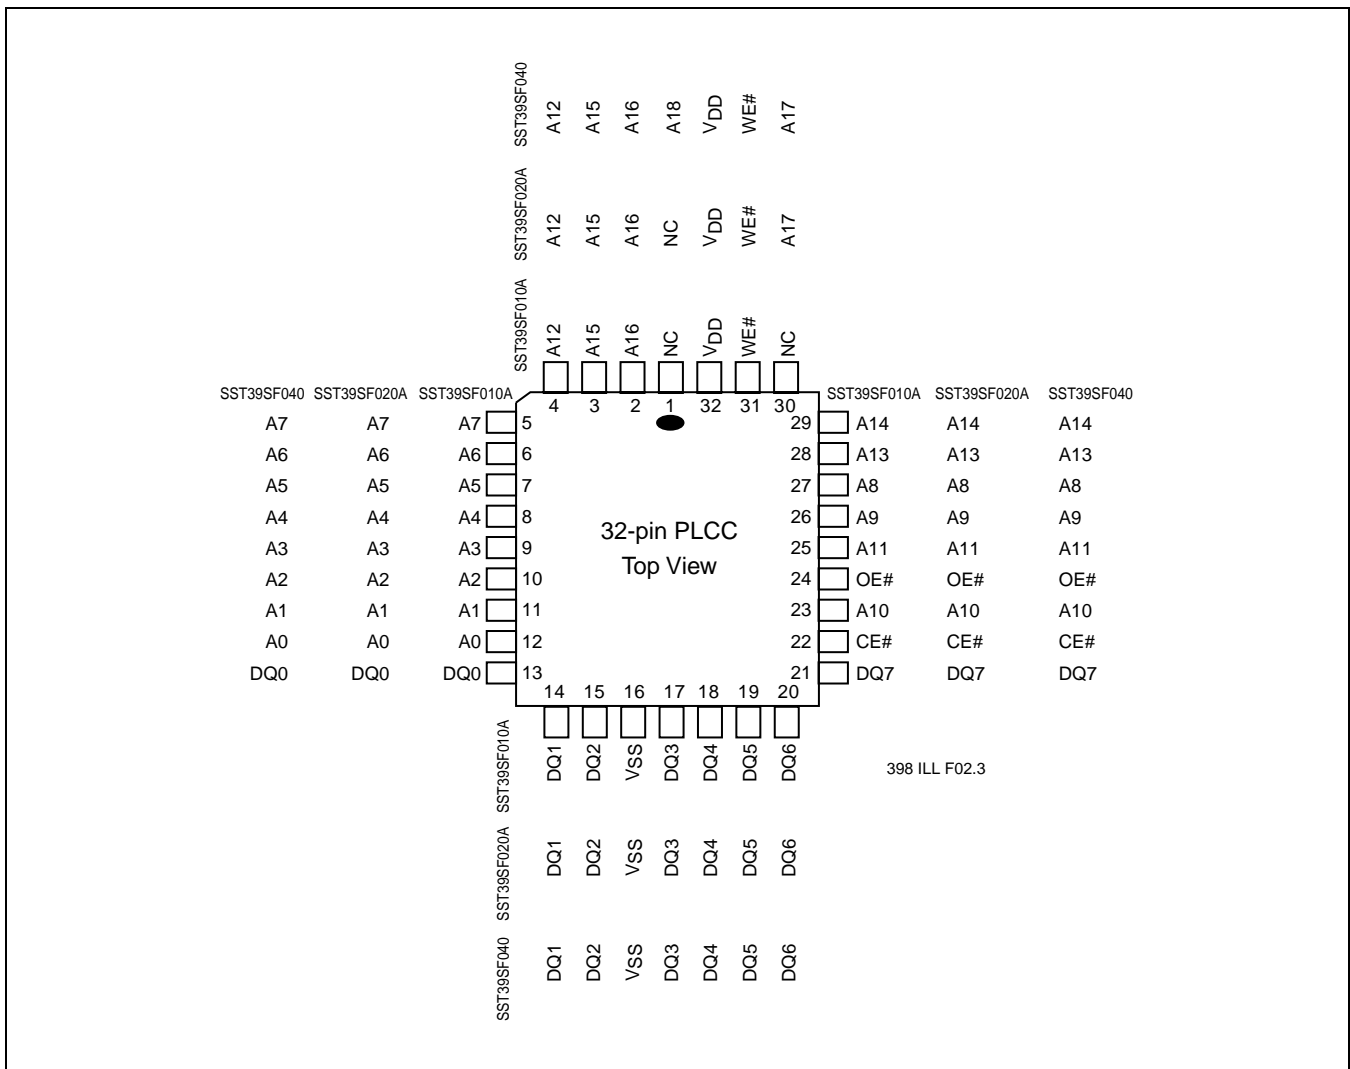 SST39SF040 A12 A15 A16 A18 VDD WE# A17
SST39SF020A A12 A15 A16 NC VDD WE# A17
SST39SF010A A12 A15 A16 NC VDD WE# NC
4 3 2 1 32 31 30
SST39SF040 SST39SF020A SST39SF010A SST39SF010A SST39SF020A SST39SF040
A7 A7 A7 5 29 A14 A14 A14
A6 A6 A6 6 28 A13 A13 A13
A5 A5 A5 7 27 A8 A8 A8
A4 A4 A4 8 26 A9 A9 A9
32-pin PLCC
A3 A3 A3 9 25 A11 A11 A11
Top View
A2 A2 A2 10 24 OE# OE# OE#
A1 A1 A1 11 23 A10 A10 A10
A0 A0 A0 12 22 CE# CE# CE#
DQ0 DQ0 DQ0 13 21 DQ7 DQ7 DQ7
14 15 16 17 18 19 20
SST39SF010A DQ1 DQ2 VSS DQ3 DQ4 DQ5 DQ6
398 ILL F02.3
SST39SF020A DQ1 DQ2 VSS DQ3 DQ4 DQ5 DQ6
SST39SF040 DQ1 DQ2 VSS DQ3 DQ4 DQ5 DQ6